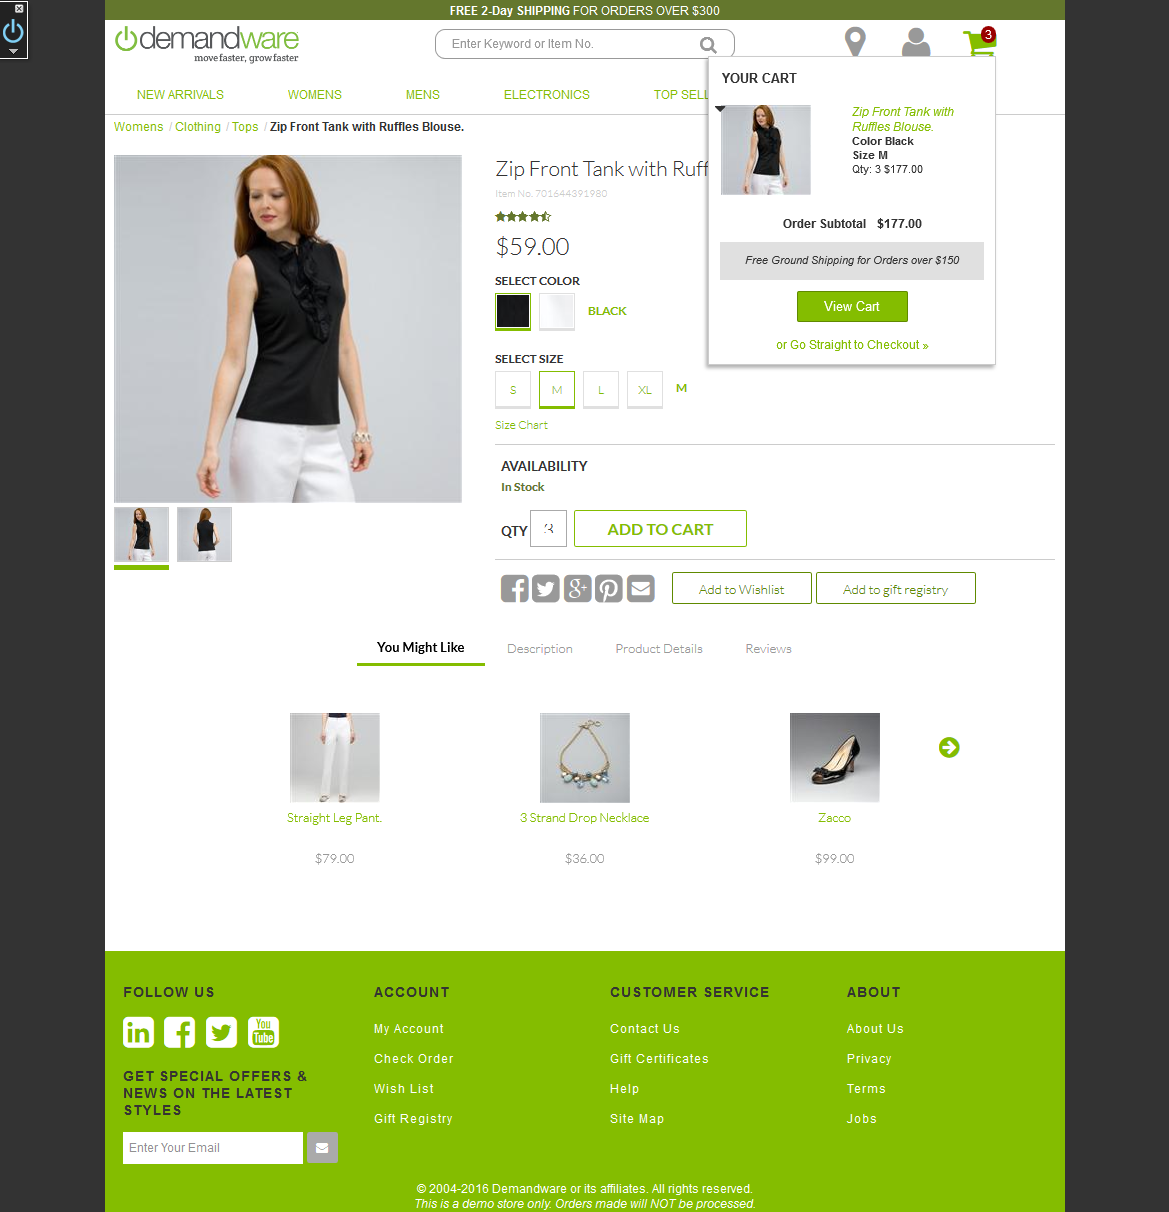 FREE 2-Day SHIPPING FOR ORDERS OVER $300
demandware
move faster, grow faster
Enter Keyword or Item No.
3
NEW ARRIVALS
WOMENS
MENS
ELECTRONICS
TOP SELL
YOUR CART
Zip Front Tank with
Ruffles Blouse.
Color Black
Size M
Qty: 3 $177.00
Order Subtotal $177.00
Free Ground Shipping for Orders over $150
View Cart
or Go Straight to Checkout »
Womens / Clothing / Tops / Zip Front Tank with Ruffles Blouse.
Zip Front Tank with Ruff
Item No. 701644391980
$59.00
SELECT COLOR
BLACK
SELECT SIZE
S M L XL M
Size Chart
AVAILABILITY
In Stock
QTY 3 ADD TO CART
Add to Wishlist
Add to gift registry
You Might Like
Description
Product Details
Reviews
Straight Leg Pant.
3 Strand Drop Necklace
Zacco
$79.00
$36.00
$99.00
FOLLOW US
in
You
Tube
GET SPECIAL OFFERS &
NEWS ON THE LATEST
STYLES
Enter Your Email
ACCOUNT
My Account
Check Order
Wish List
Gift Registry
CUSTOMER SERVICE
Contact Us
Gift Certificates
Help
Site Map
ABOUT
About Us
Privacy
Terms
Jobs
© 2004-2016 Demandware or its affiliates. All rights reserved.
This is a demo store only. Orders made will NOT be processed.